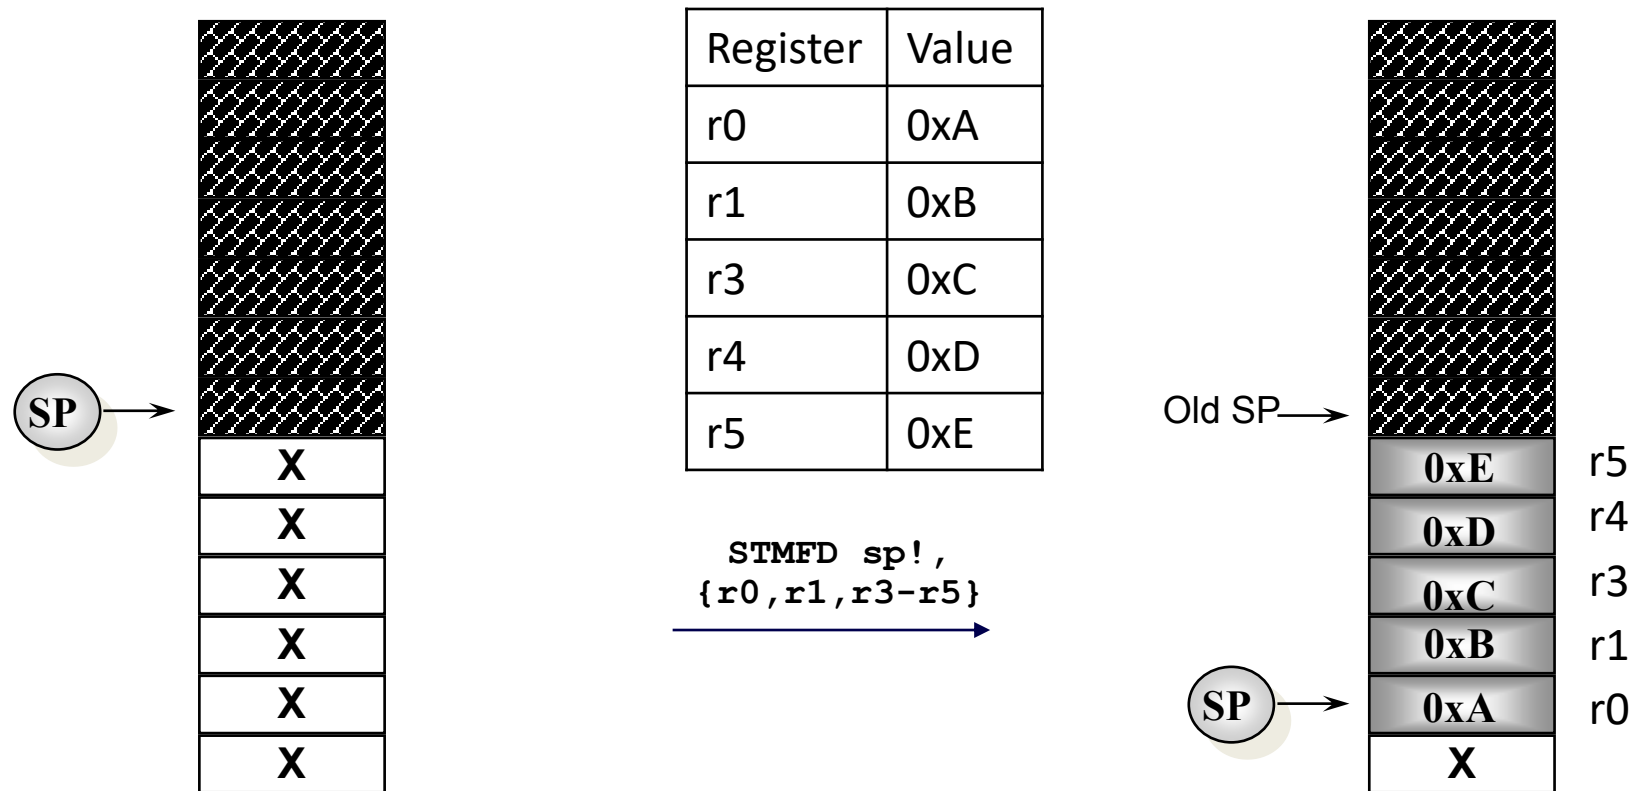 SP
X
X
X
X
X
X
Register Value
r0 0xA
r1 0xB
r3 0xC
r4 0xD
r5 0xE
STMFD sp!,
{r0,r1,r3-r5}
Old SP
0xE r5
0xD r4
0xC r3
0xB r1
SP 0xA r0
X